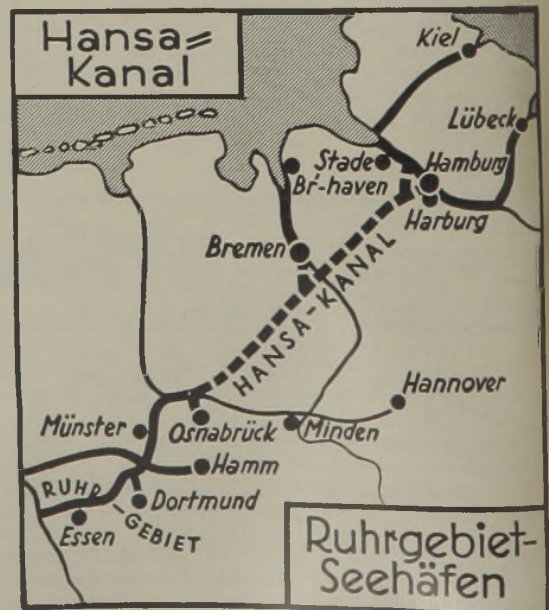 Hansa=
Kanal
Kiel
Lübeck
Stade
Hamburg
Br'-haven
Harburg
Bremen
HANSA-KANAL
Hannover
Münster
Osnabrück
Minden
Hamm
RUHR-GEBIET
Dortmund
Essen
Ruhrgebiet-
Seehäfen